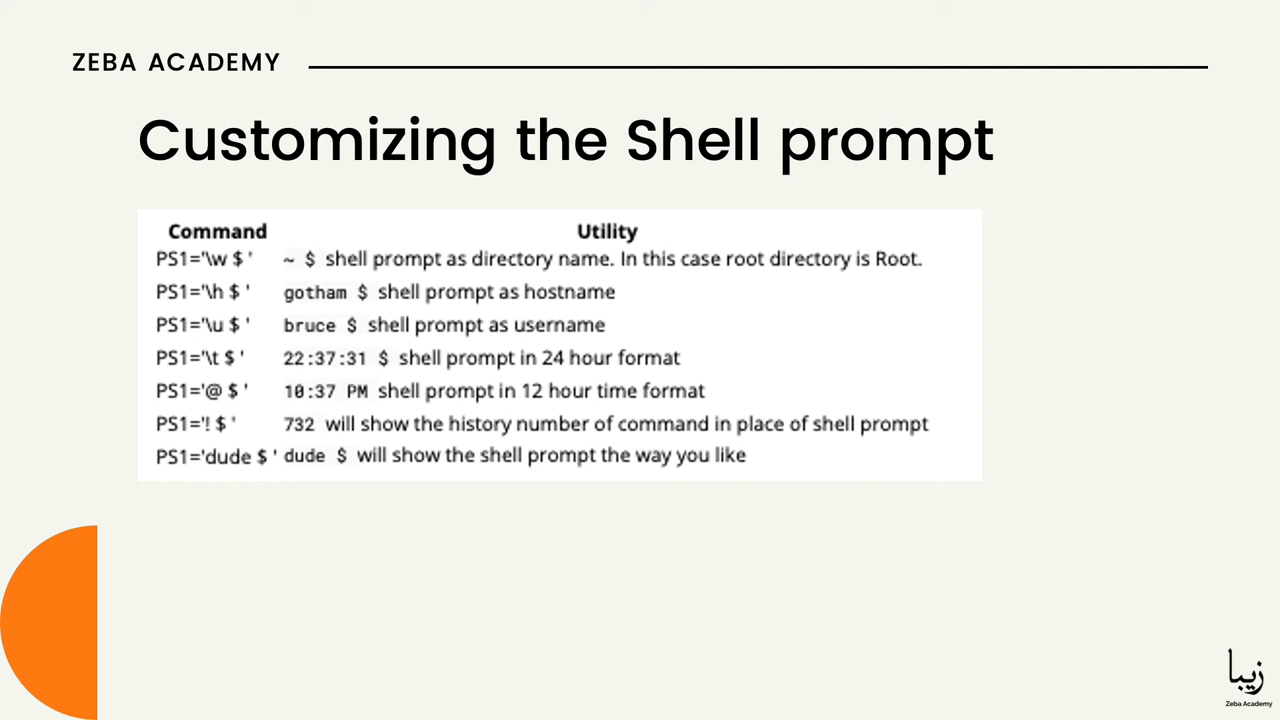 ZEBA ACADEMY
Customizing the Shell prompt
Command Utility
PS1='\w $ ' ~ $ shell prompt as directory name. In this case root directory is Root.
PS1='\h $ ' gotham $ shell prompt as hostname
PS1='\u $ ' bruce $ shell prompt as username
PS1='\t $ ' 22:37:31 $ shell prompt in 24 hour format
PS1='@ $ ' 10:37 PM shell prompt in 12 hour time format
PS1='! $ ' 732 will show the history number of command in place of shell prompt
PS1='dude $ ' dude $ will show the shell prompt the way you like
زيبا
Zeba Academy